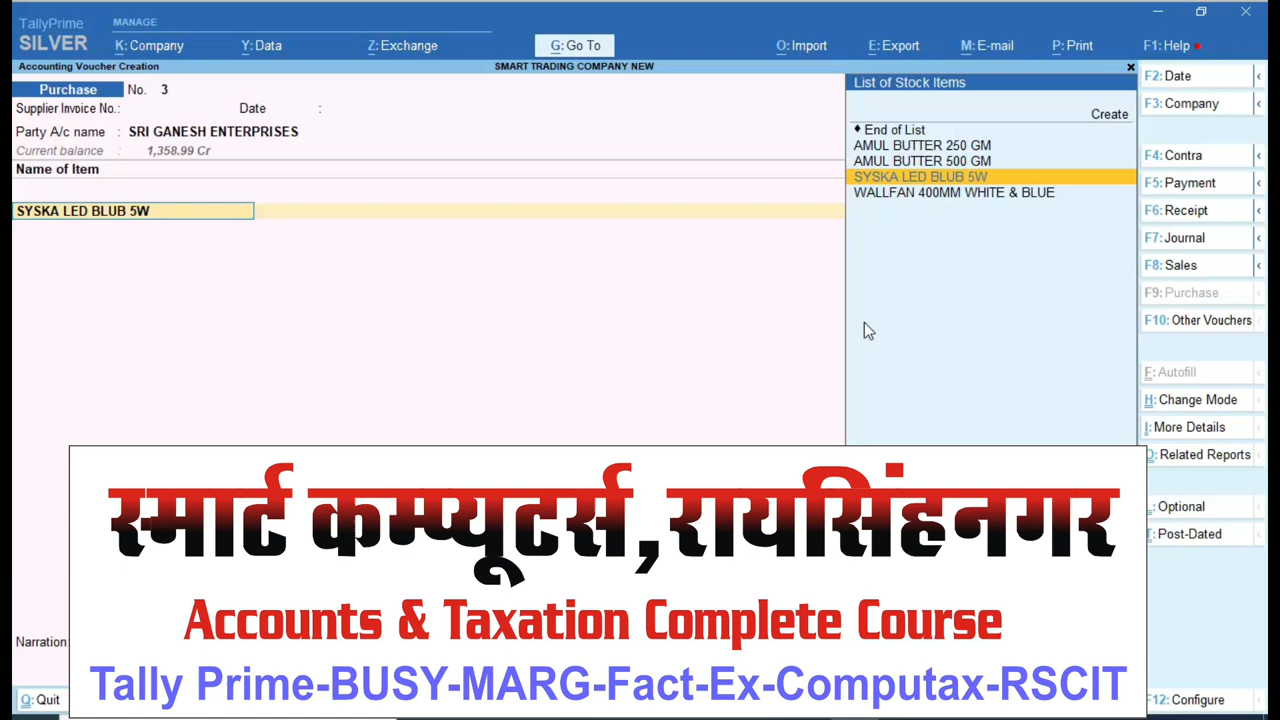 TallyPrime
SILVER
MANAGE
K: Company Y: Data Z: Exchange G: Go To O: Import E: Export M: E-mail P: Print F1: Help
Accounting Voucher Creation SMART TRADING COMPANY NEW
Purchase No. 3
Supplier Invoice No.: Date :
Party A/c name : SRI GANESH ENTERPRISES
Current balance : 1,358.99 Cr
Name of Item
SYSKA LED BLUB 5W
List of Stock Items
Create
End of List
AMUL BUTTER 250 GM
AMUL BUTTER 500 GM
SYSKA LED BLUB 5W
WALLFAN 400MM WHITE & BLUE
F2: Date
F3: Company
F4: Contra
F5: Payment
F6: Receipt
F7: Journal
F8: Sales
F9: Purchase
F10: Other Vouchers
F: Autofill
H: Change Mode
I: More Details
O: Related Reports
L: Optional
T: Post-Dated
F12: Configure
Narration:
Q: Quit
स्मार्ट कम्प्यूटर्स,रायसिंहनगर
Accounts & Taxation Complete Course
Tally Prime-BUSY-MARG-Fact-Ex-Computax-RSCIT